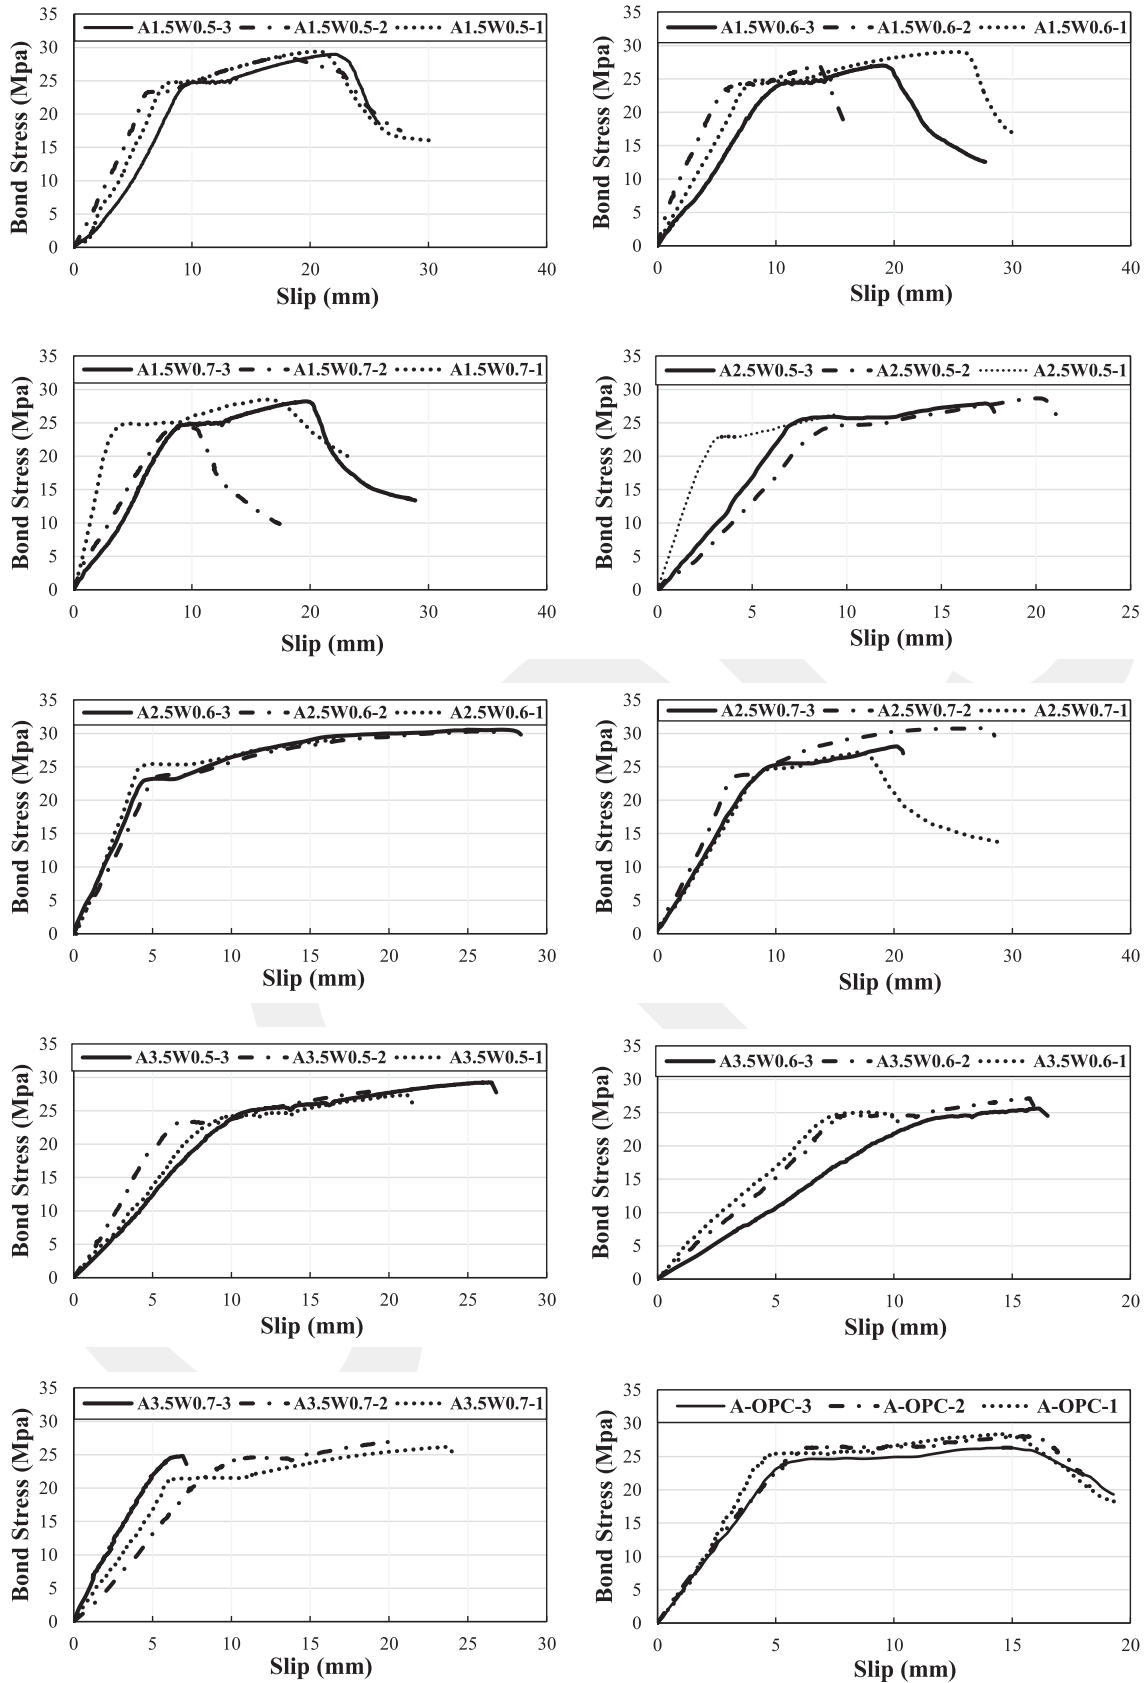 A1.5W0.5-3 A1.5W0.5-2 A1.5W0.5-1
Bond Stress (Mpa)
35
30
25
20
15
10
5
0
0 10 20 30 40
Slip (mm)
A1.5W0.6-3 A1.5W0.6-2 A1.5W0.6-1
Bond Stress (Mpa)
35
30
25
20
15
10
5
0
0 10 20 30 40
Slip (mm)
A1.5W0.7-3 A1.5W0.7-2 A1.5W0.7-1
Bond Stress (Mpa)
35
30
25
20
15
10
5
0
0 10 20 30 40
Slip (mm)
A2.5W0.5-3 A2.5W0.5-2 A2.5W0.5-1
Bond Stress (Mpa)
35
30
25
20
15
10
5
0
0 5 10 15 20 25
Slip (mm)
A2.5W0.6-3 A2.5W0.6-2 A2.5W0.6-1
Bond Stress (Mpa)
35
30
25
20
15
10
5
0
0 5 10 15 20 25 30
Slip (mm)
A2.5W0.7-3 A2.5W0.7-2 A2.5W0.7-1
Bond Stress (Mpa)
35
30
25
20
15
10
5
0
0 10 20 30 40
Slip (mm)
A3.5W0.5-3 A3.5W0.5-2 A3.5W0.5-1
Bond Stress (Mpa)
35
30
25
20
15
10
5
0
0 5 10 15 20 25 30
Slip (mm)
A3.5W0.6-3 A3.5W0.6-2 A3.5W0.6-1
Bond Stress (Mpa)
35
30
25
20
15
10
5
0
0 5 10 15 20
Slip (mm)
A3.5W0.7-3 A3.5W0.7-2 A3.5W0.7-1
Bond Stress (Mpa)
35
30
25
20
15
10
5
0
0 5 10 15 20 25 30
Slip (mm)
A-OPC-3 A-OPC-2 A-OPC-1
Bond Stress (Mpa)
35
30
25
20
15
10
5
0
0 5 10 15 20
Slip (mm)